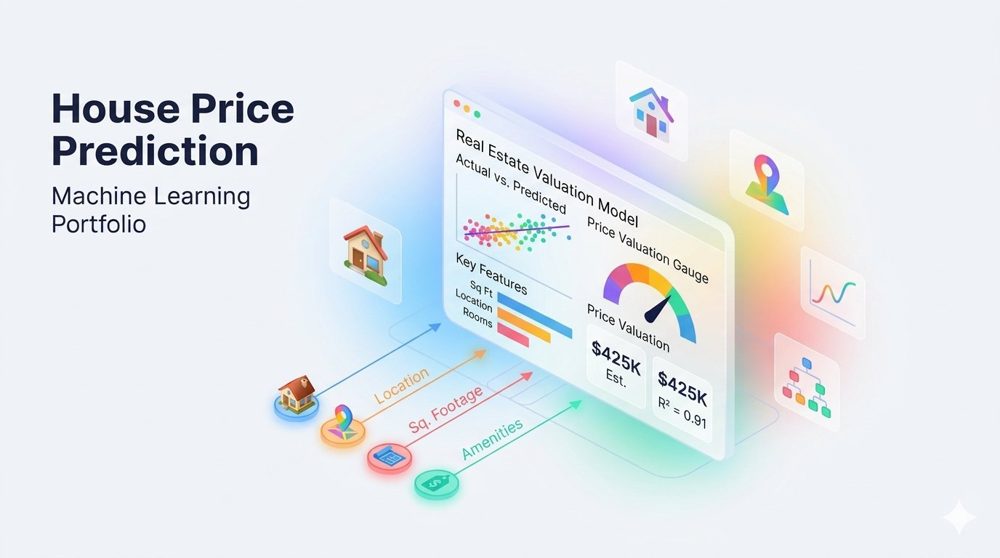 House Price
Prediction
Machine Learning
Portfolio
Real Estate Valuation Model
Actual vs. Predicted
Price Valuation Gauge
Key Features
Sq Ft
Location
Rooms
Price Valuation
$425K
Est.
$425K
R² = 0.91
Location
Sq. Footage
Amenities
$